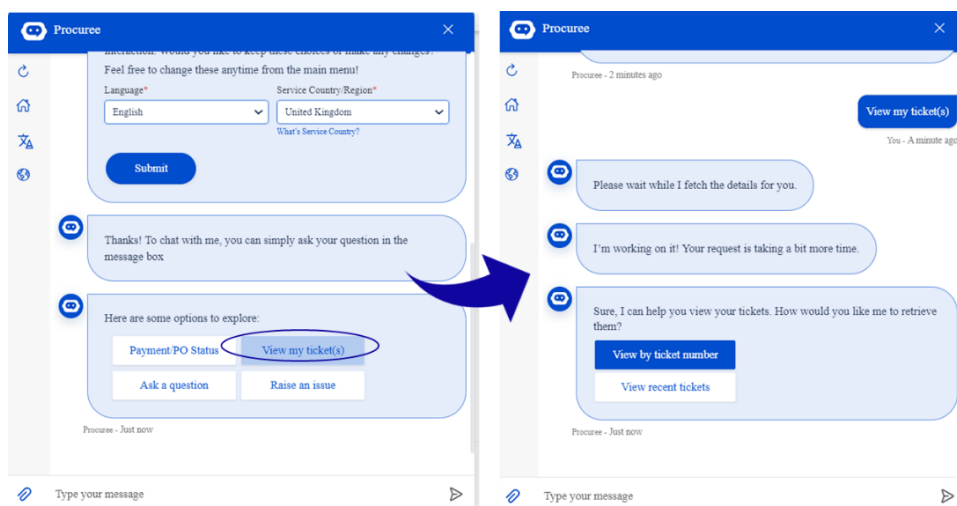 Procuree
interaction. Would you like to keep these choices or make any changes?
Feel free to change these anytime from the main menu!
Language*
Service Country/Region*
English
United Kingdom
What's Service Country?
Submit
Thanks! To chat with me, you can simply ask your question in the
message box
Here are some options to explore:
Payment/PO Status
View my ticket(s)
Ask a question
Raise an issue
Procuree - Just now
Type your message
Procuree
Procuree - 2 minutes ago
View my ticket(s)
You - A minute ago
Please wait while I fetch the details for you.
I'm working on it! Your request is taking a bit more time.
Sure, I can help you view your tickets. How would you like me to retrieve
them?
View by ticket number
View recent tickets
Procuree - Just now
Type your message